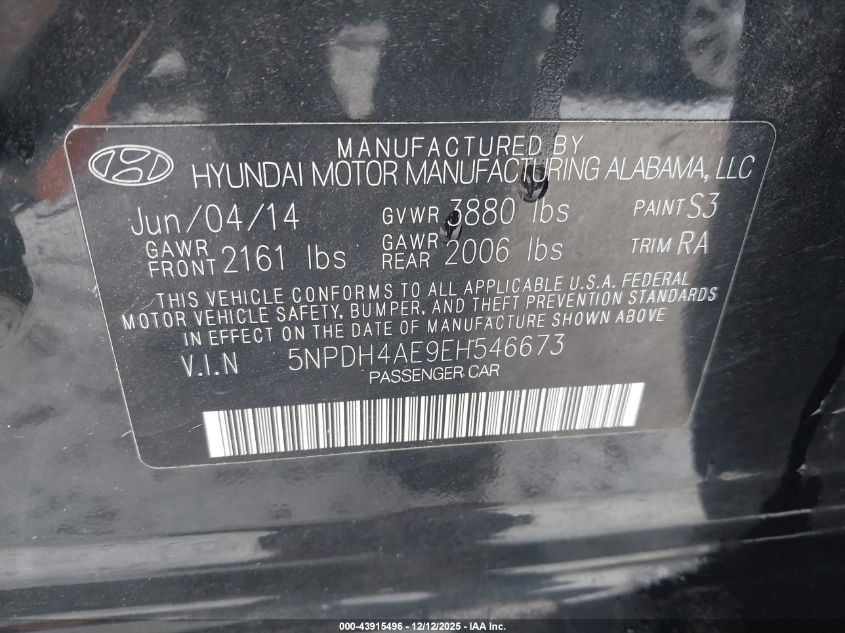 MANUFACTURED BY
HYUNDAI MOTOR MANUFACTURING ALABAMA, LLC
Jun/04/14 GVWR 3880 lbs PAINT S3
GAWR FRONT 2161 lbs GAWR REAR 2006 lbs TRIM RA
THIS VEHICLE CONFORMS TO ALL APPLICABLE U.S.A. FEDERAL
MOTOR VEHICLE SAFETY, BUMPER, AND THEFT PREVENTION STANDARDS
IN EFFECT ON THE DATE OF MANUFACTURE SHOWN ABOVE
V.I.N 5NPDH4AE9EH546673
PASSENGER CAR
000-43915496 - 12/12/2025 - IAA Inc.